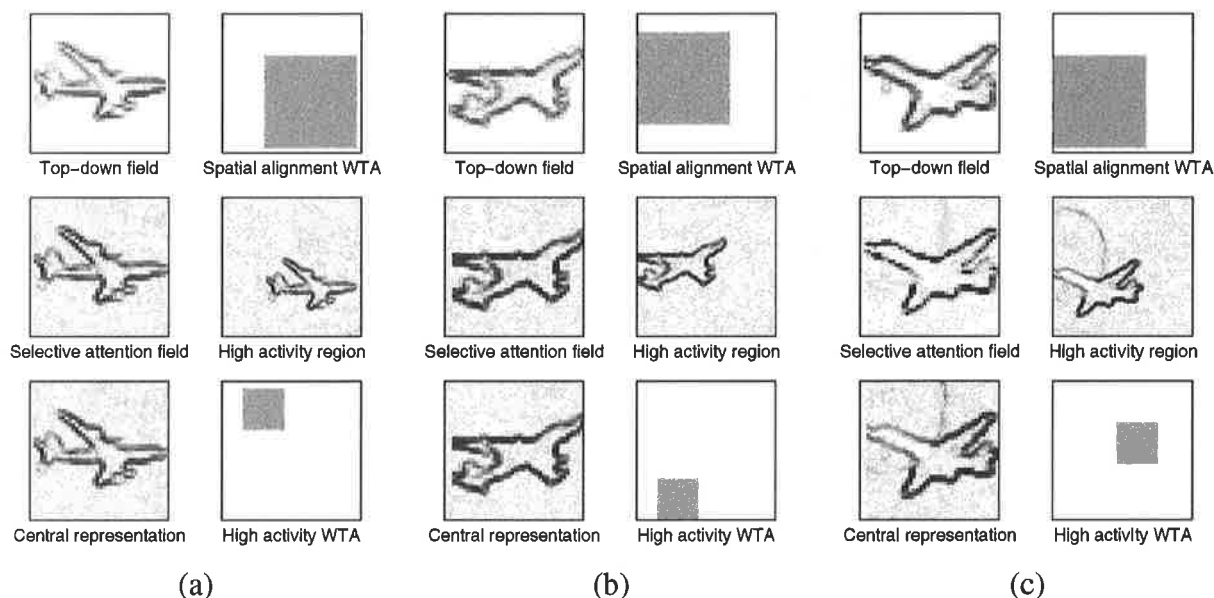 Top-down field Spatial alignment WTA Top-down field Spatial alignment WTA Top-down field Spatial alignment WTA
Selective attention field High activity region Selective attention field High activity region Selective attention field High activity region
Central representation High activity WTA Central representation High activity WTA Central representation High activity WTA
(a) (b) (c)